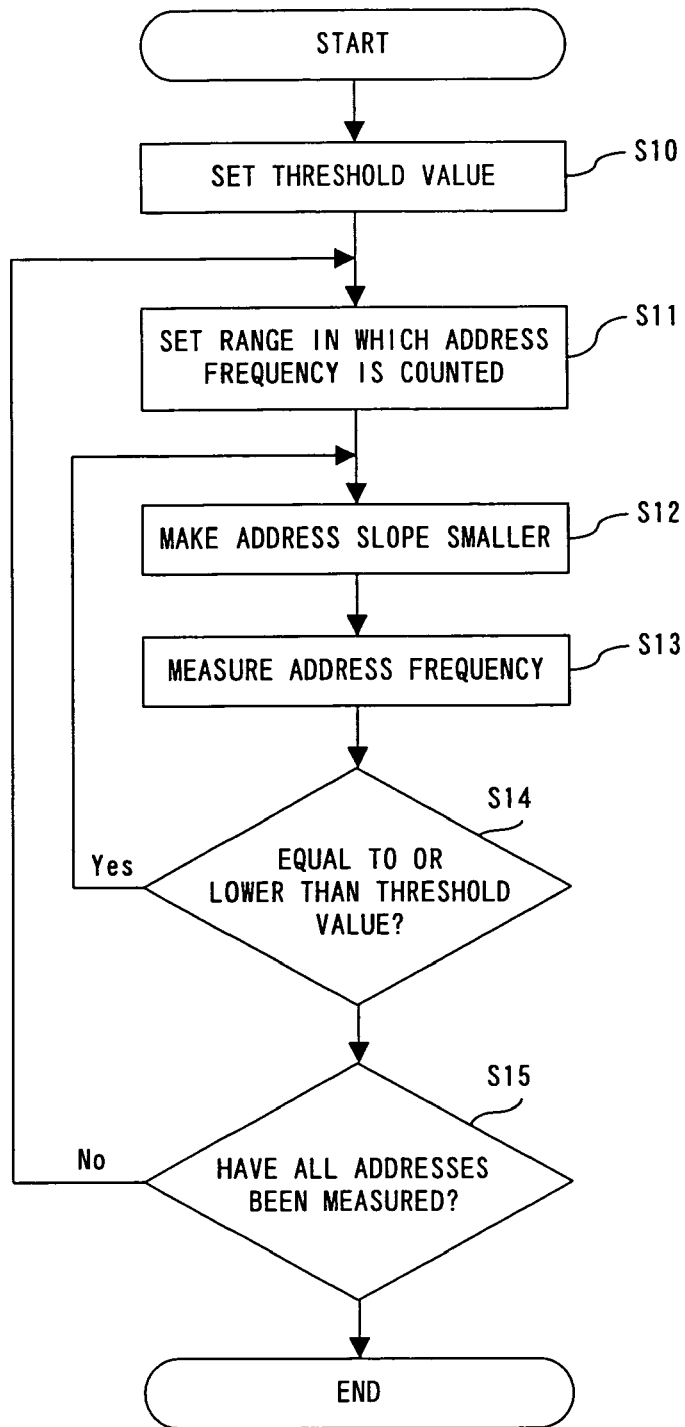 START
SET THRESHOLD VALUE
S10
SET RANGE IN WHICH ADDRESS
FREQUENCY IS COUNTED
S11
MAKE ADDRESS SLOPE SMALLER
S12
MEASURE ADDRESS FREQUENCY
S13
S14
EQUAL TO OR
LOWER THAN THRESHOLD
VALUE?
Yes
S15
HAVE ALL ADDRESSES
BEEN MEASURED?
No
END